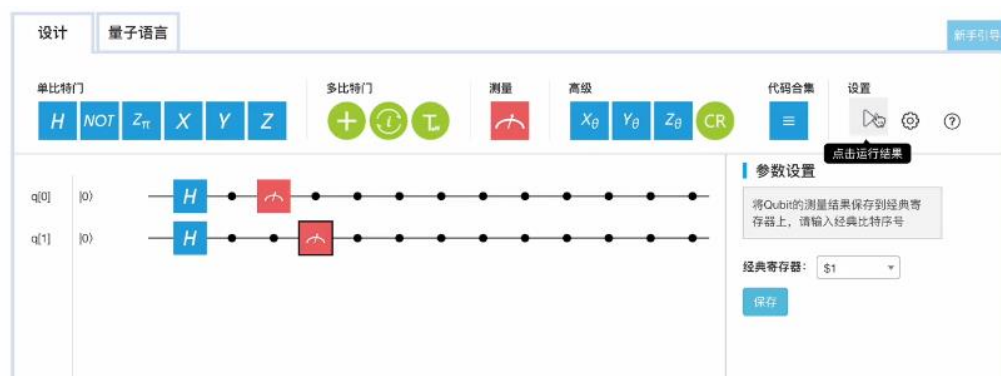 设计
量子语言
新手引导
单比特门
多比特门
测量
高级
代码合集
设置
H NOT Zπ X Y Z
Xθ Yθ Zθ CR
点击运行结果
参数设置
将Qubit的测量结果保存到经典寄
存器上，请输入经典比特序号
q[0] |0⟩ H
q[1] |0⟩ H
经典寄存器： $1
保存